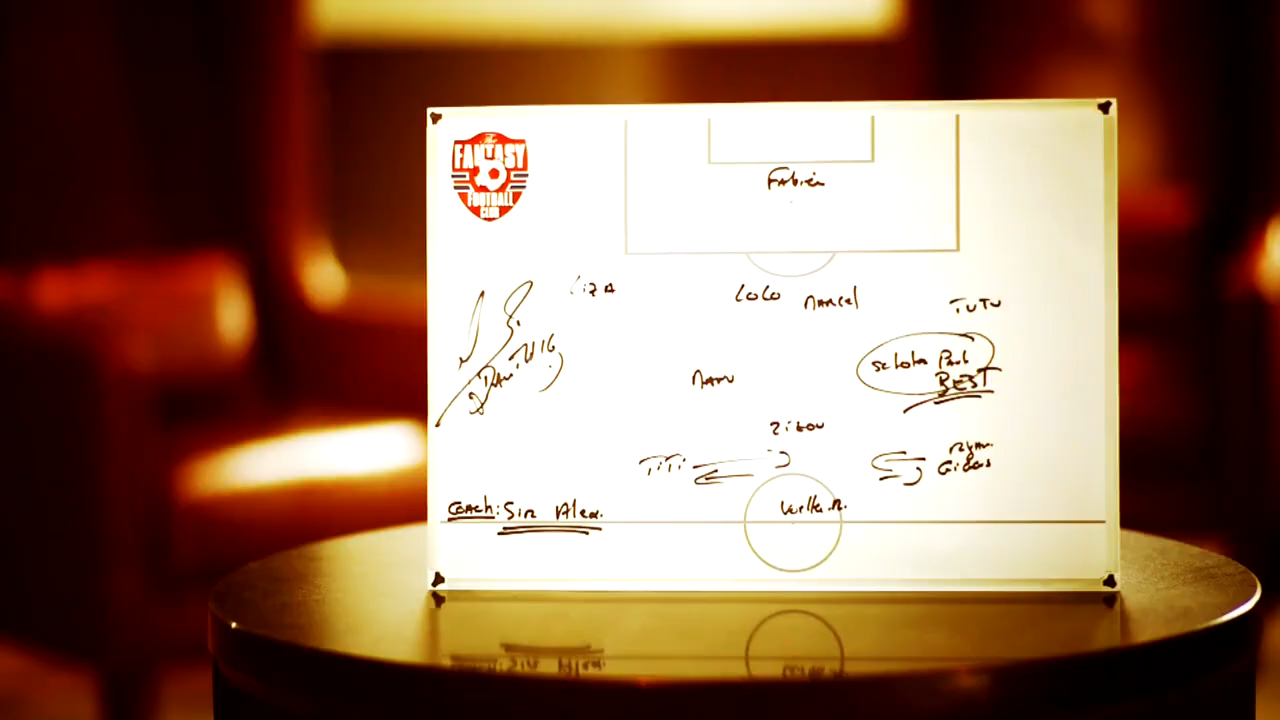 The
FANTASY
FOOTBALL
CLUB
Fabien
LiZA
LOLO MARCEL
TUTU
Scholes Paul
BEST
MANU
ZiZOU
TiTi
Ryan
GiGGS
COACH: Sir Alex.